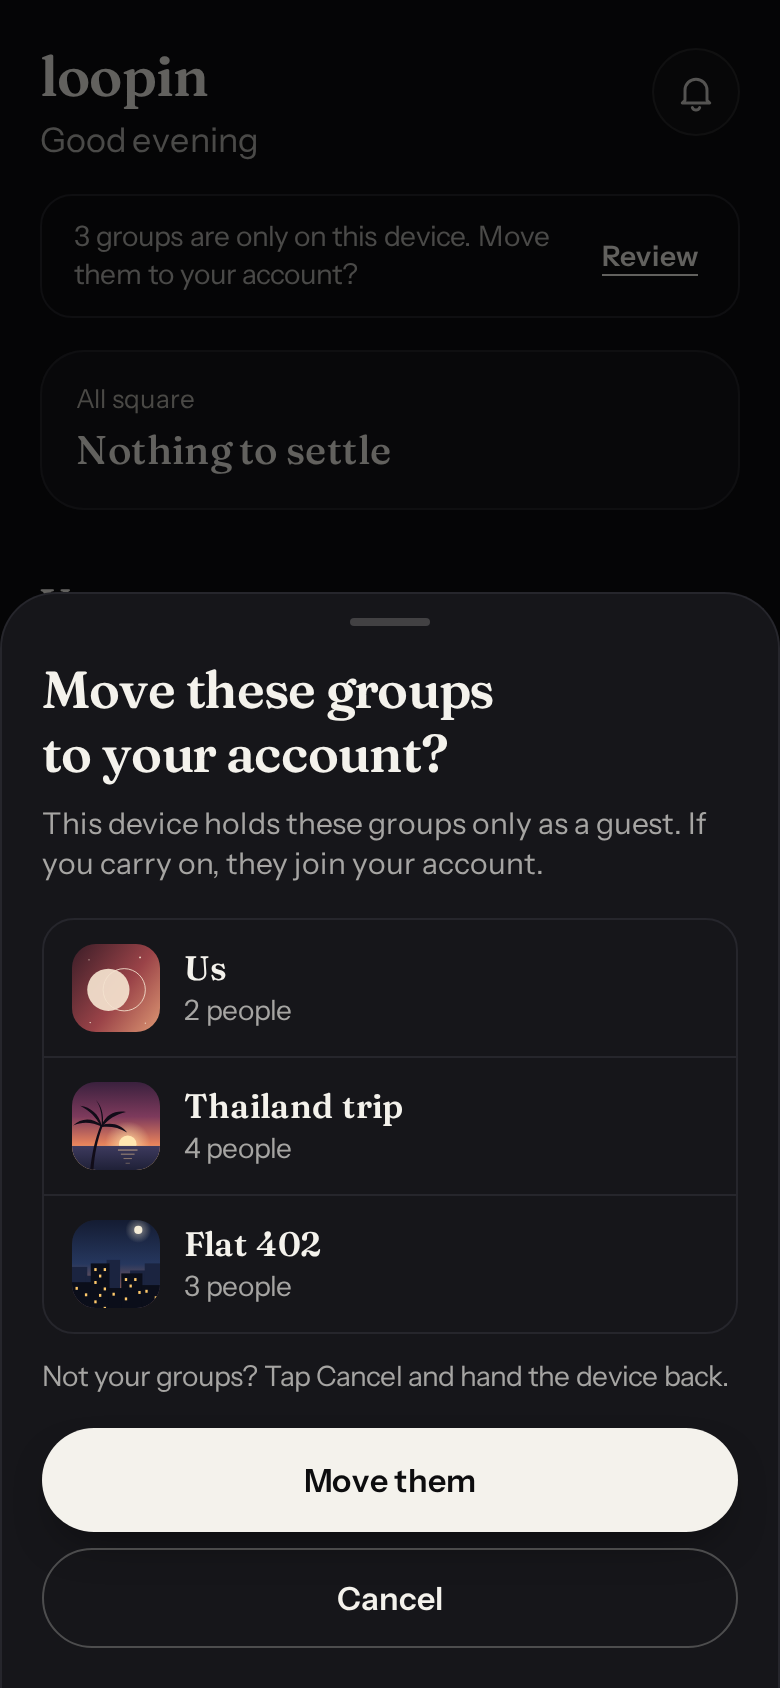 loopin
Good evening
3 groups are only on this device. Move
them to your account?
Review
All square
Nothing to settle
Move these groups
to your account?
This device holds these groups only as a guest. If
you carry on, they join your account.
Us
2 people
Thailand trip
4 people
Flat 402
3 people
Not your groups? Tap Cancel and hand the device back.
Move them
Cancel